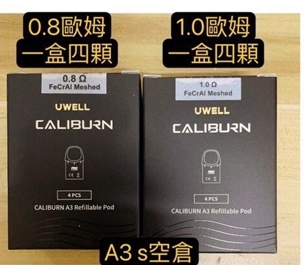 0.8歐姆
一盒四顆
1.0歐姆
一盒四顆
0.8 Ω
FeCrAl Meshed
UWELL
CALIBURN
4 PCS
CALIBURN A3 Refillable Pod
1.0 Ω
FeCrAl Meshed
UWELL
CALIBURN
4 PCS
CALIBURN A3 Refillable Pod
A3 s空倉